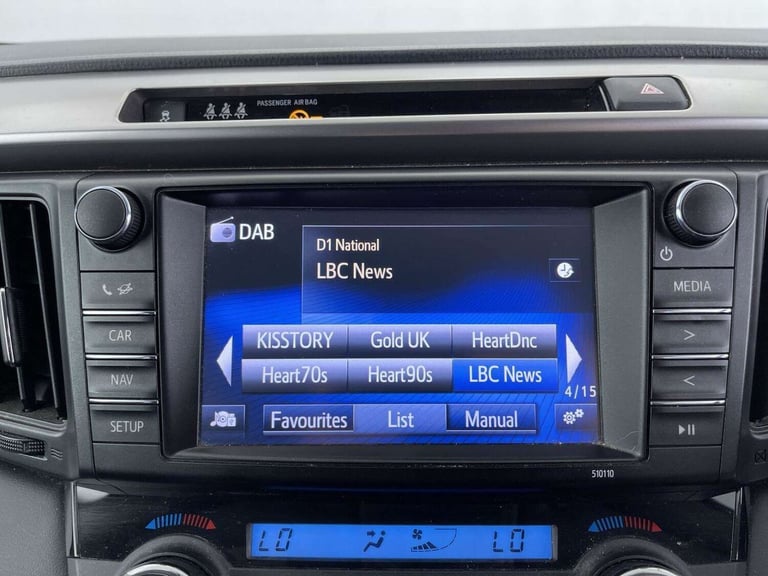 PASSENGER AIR BAG
DAB
D1 National
LBC News
KISSTORY Gold UK HeartDnc
Heart70s Heart90s LBC News
4/15
Favourites List Manual
CAR
NAV
SETUP
MEDIA
>
<
510110
LO LO